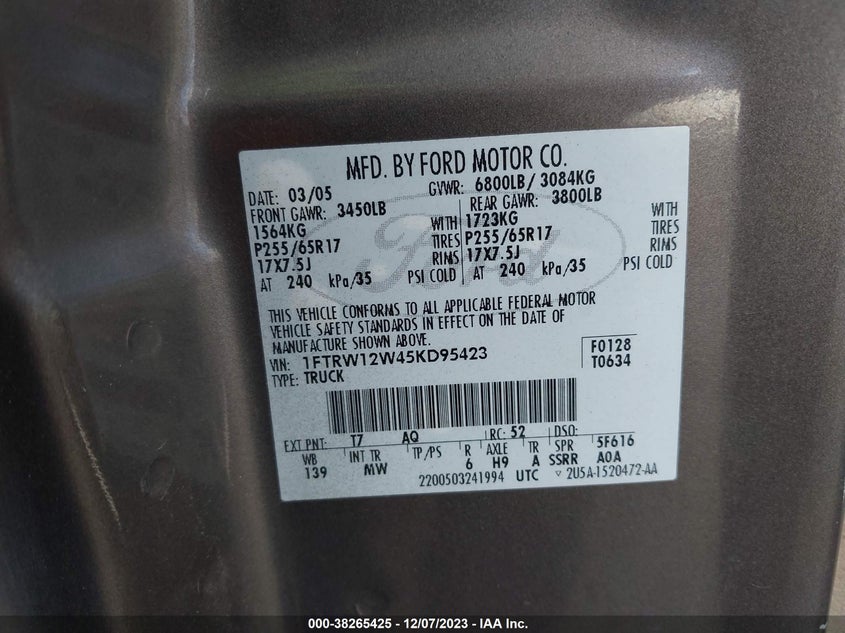 MFD. BY FORD MOTOR CO.
DATE: 03/05 GVWR: 6800LB/ 3084KG
FRONT GAWR: 3450LB REAR GAWR: 3800LB
1564KG WITH 1723KG WITH
P255/65R17 TIRES P255/65R17 TIRES
17X7.5J RIMS 17X7.5J RIMS
AT 240 kPa/35 PSI COLD AT 240 kPa/35 PSI COLD
THIS VEHICLE CONFORMS TO ALL APPLICABLE FEDERAL MOTOR
VEHICLE SAFETY STANDARDS IN EFFECT ON THE DATE OF
MANUFACTURE SHOWN ABOVE.
VIN: 1FTRW12W45KD95423 F0128
TYPE: TRUCK T0634
EXT PNT: T7 AQ RC: 52 DSO:
WB INT TR TP/PS R AXLE TR SPR 5F616
139 MW 6 H9 A SSRR A0A
2200503241994 UTC ▽ 2U5A-1520472-AA
Ford
000-38265425 - 12/07/2023 - IAA Inc.